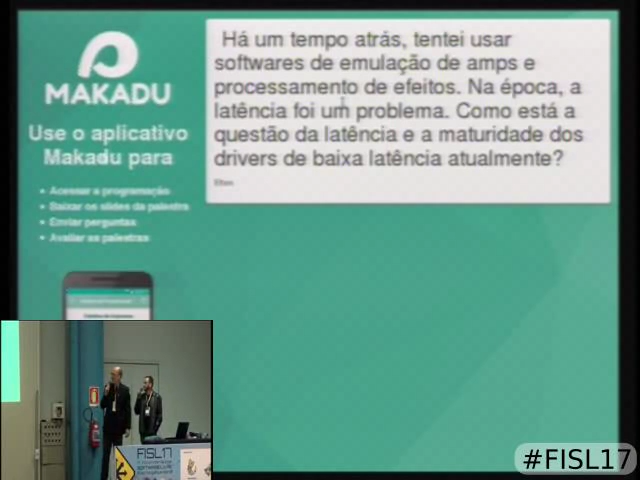 MAKADU
Use o aplicativo
Makadu para
• Acessar a programação
• Baixar os slides da palestra
• Enviar perguntas
• Avaliar as palestras
Há um tempo atrás, tentei usar
softwares de emulação de amps e
processamento de efeitos. Na época, a
latência foi um problema. Como está a
questão da latência e a maturidade dos
drivers de baixa latência atualmente?
FISL17
#FISL17